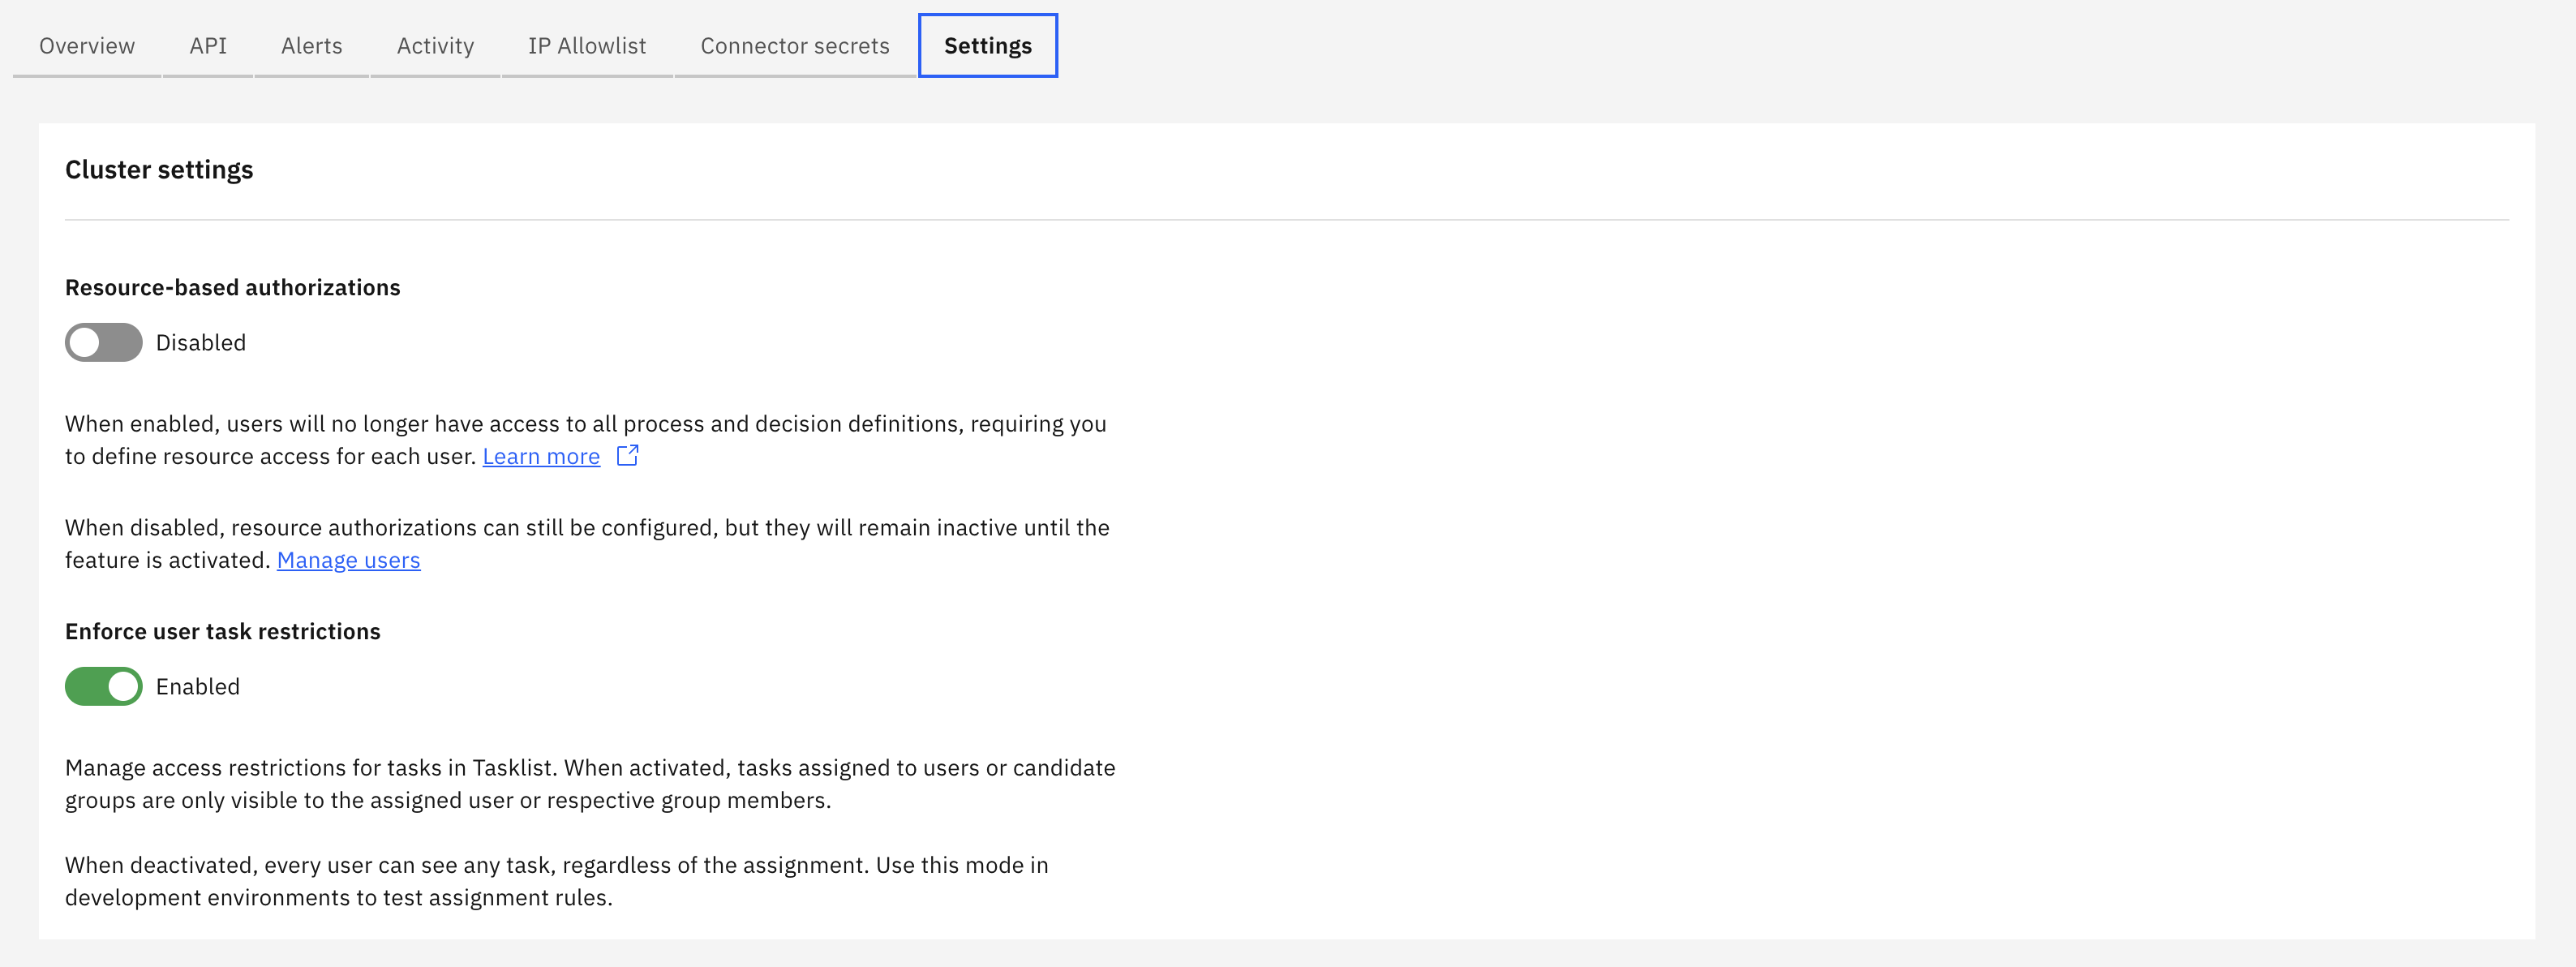 Overview API Alerts Activity IP Allowlist Connector secrets Settings
Cluster settings
Resource-based authorizations
Disabled
When enabled, users will no longer have access to all process and decision definitions, requiring you
to define resource access for each user. Learn more
When disabled, resource authorizations can still be configured, but they will remain inactive until the
feature is activated. Manage users
Enforce user task restrictions
Enabled
Manage access restrictions for tasks in Tasklist. When activated, tasks assigned to users or candidate
groups are only visible to the assigned user or respective group members.
When deactivated, every user can see any task, regardless of the assignment. Use this mode in
development environments to test assignment rules.